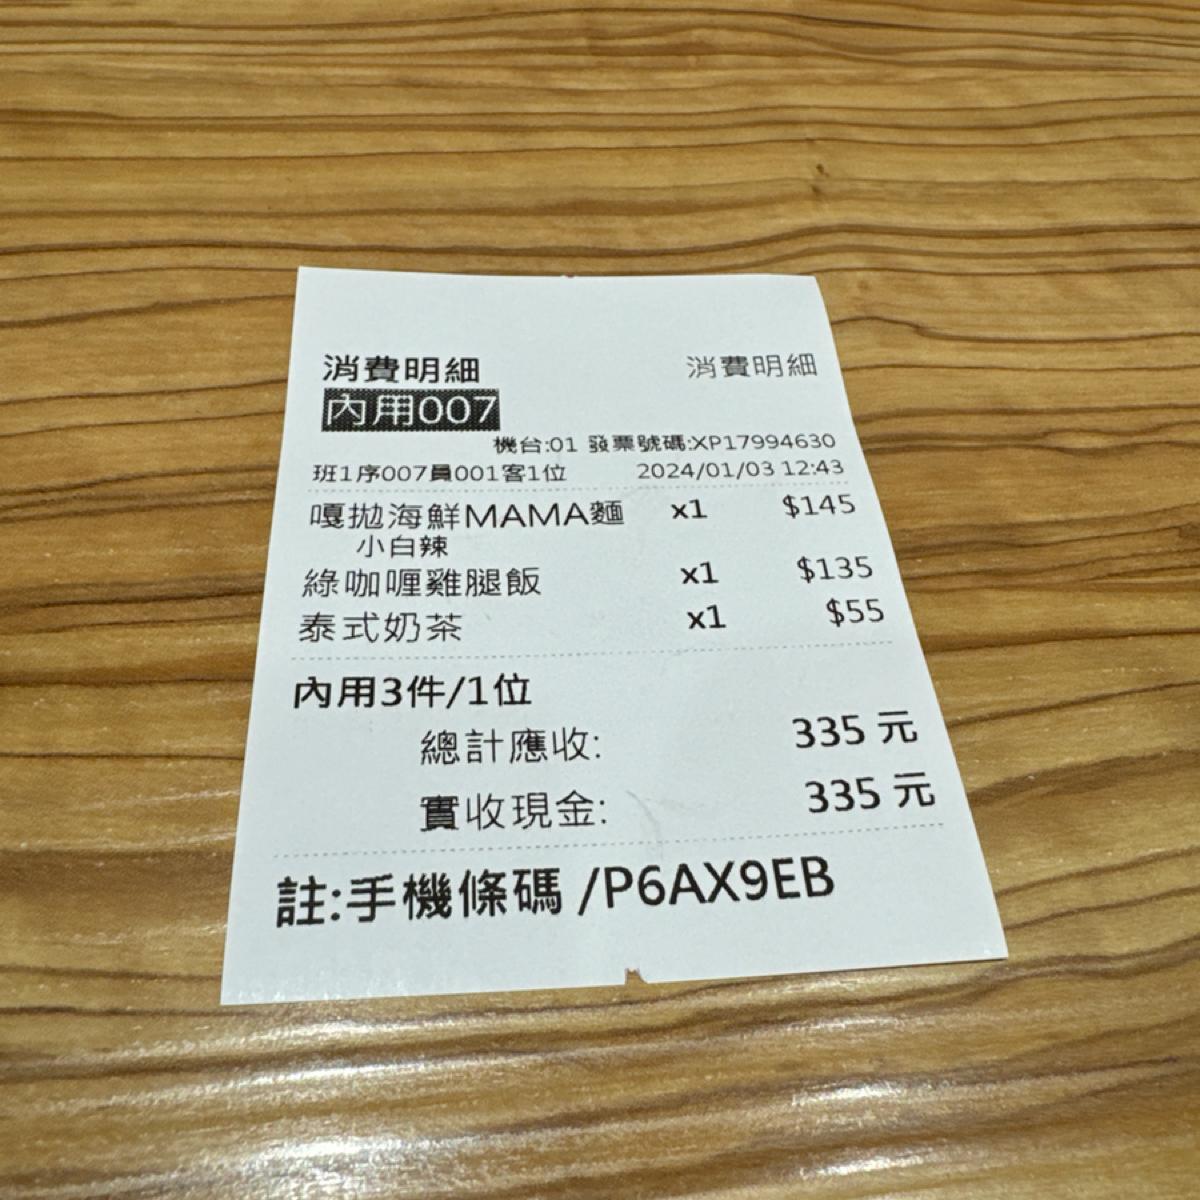 消費明細 消費明細
內用007
機台:01 發票號碼:XP17994630
班1序007員001客1位 2024/01/03 12:43
嘎拋海鮮MAMA麵 x1 $145
小白辣
綠咖喱雞腿飯 x1 $135
泰式奶茶 x1 $55
內用3件/1位
總計應收: 335 元
實收現金: 335 元
註:手機條碼 /P6AX9EB